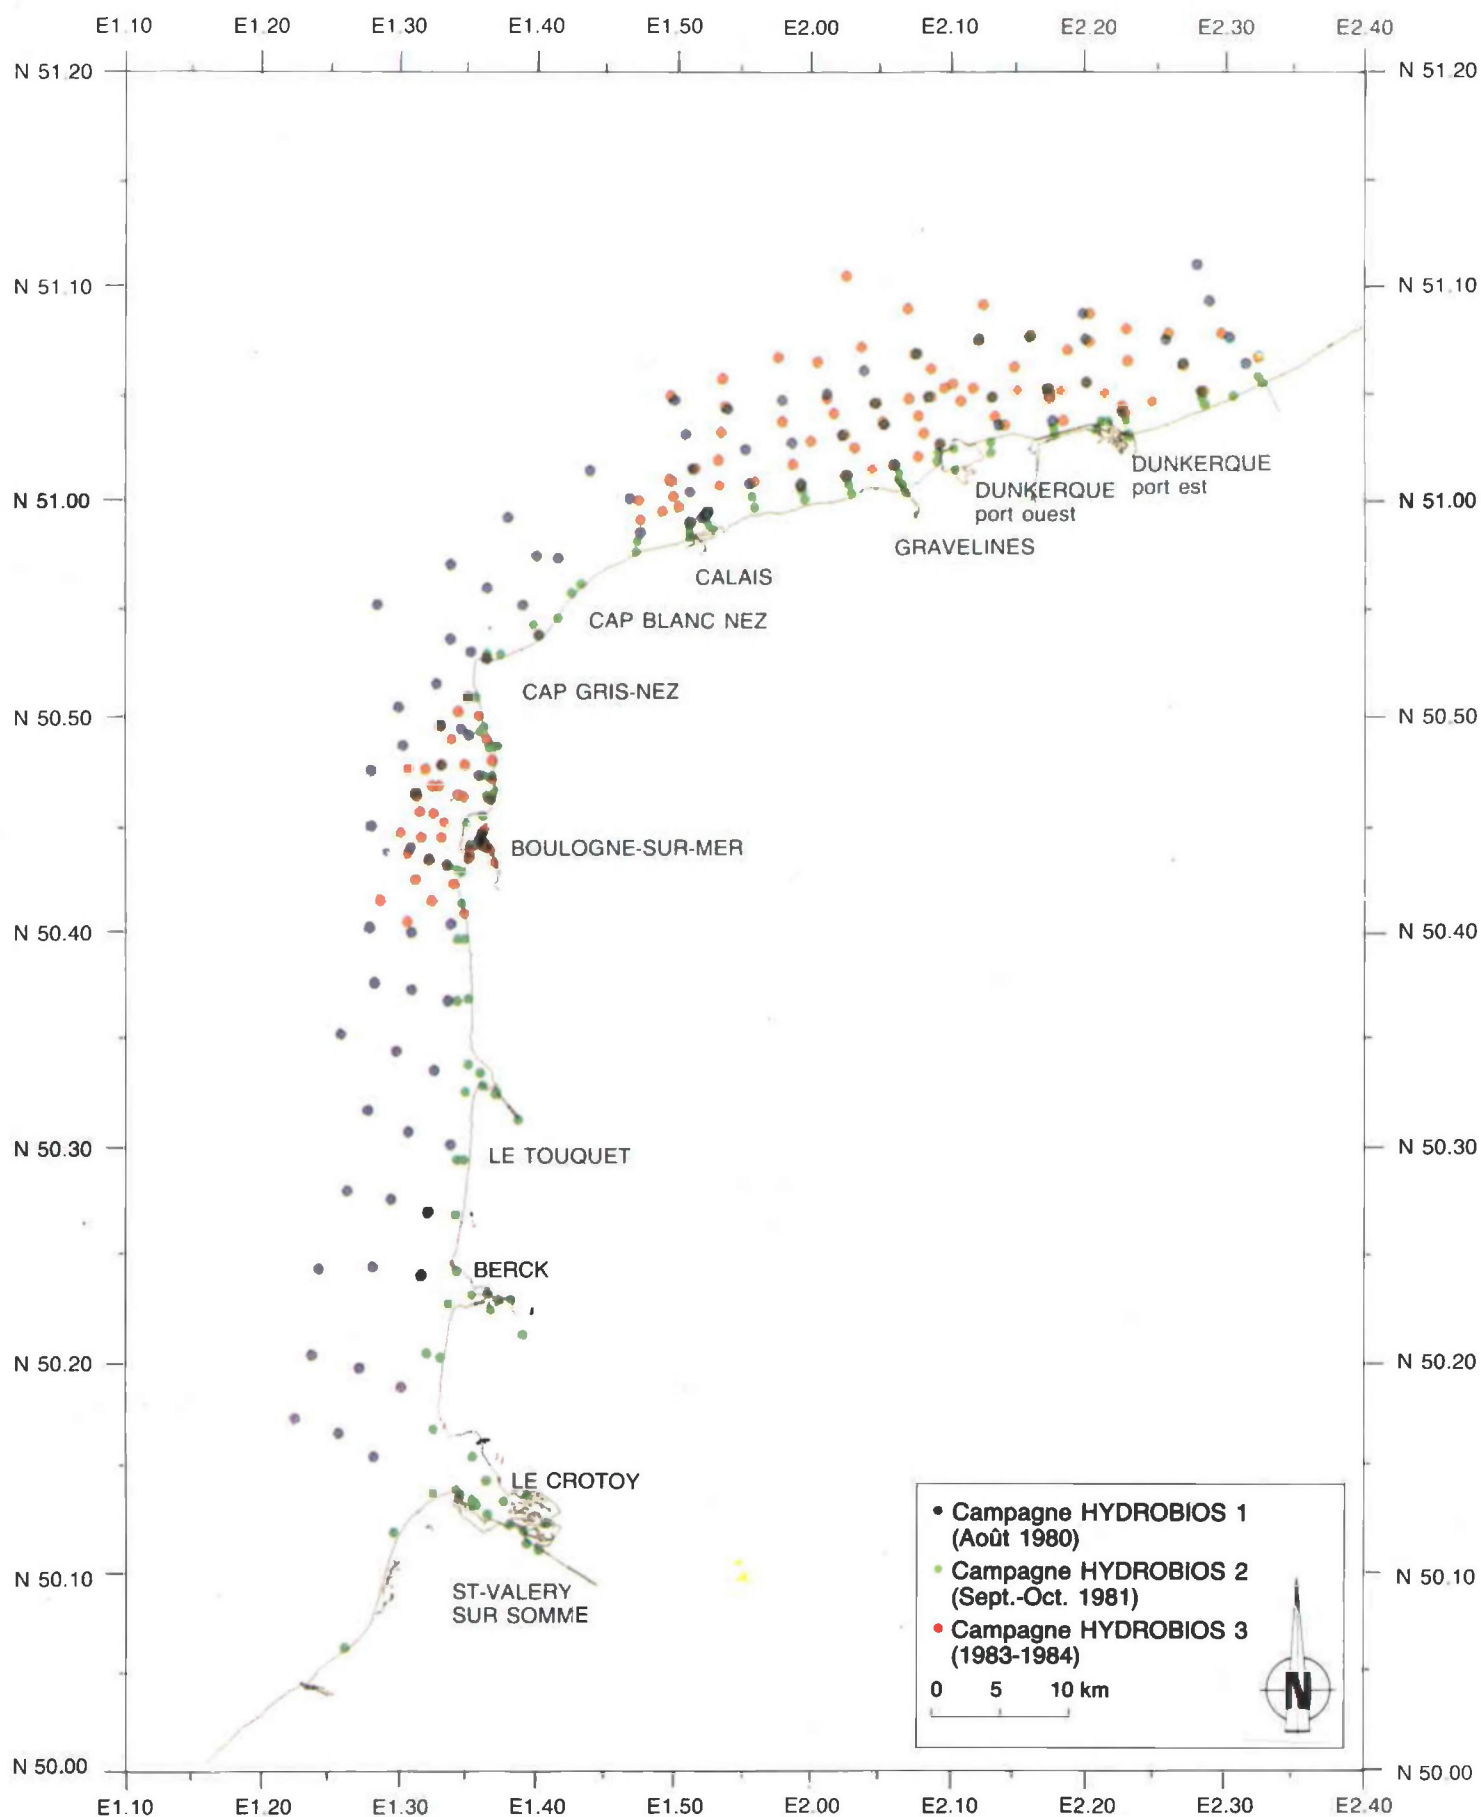 E1.10 E1.20 E1.30 E1.40 E1.50 E2.00 E2.10 E2.20 E2.30 E2.40
N 51.20 N 51.20
N 51.10 N 51.10
DUNKERQUE
port est
N 51.00 N 51.00
DUNKERQUE
port ouest
GRAVELINES
CALAIS
CAP BLANC NEZ
CAP GRIS-NEZ
N 50.50 N 50.50
BOULOGNE-SUR-MER
N 50.40 N 50.40
N 50.30 N 50.30
LE TOUQUET
BERCK
N 50.20 N 50.20
LE CROTOY
N 50.10 N 50.10
ST-VALERY
SUR SOMME
Campagne HYDROBIOS 1
(Août 1980)
Campagne HYDROBIOS 2
(Sept.-Oct. 1981)
Campagne HYDROBIOS 3
(1983-1984)
0 5 10 km
N
N 50.00 N 50.00
E1.10 E1.20 E1.30 E1.40 E1.50 E2.00 E2.10 E2.20 E2.30 E2.40